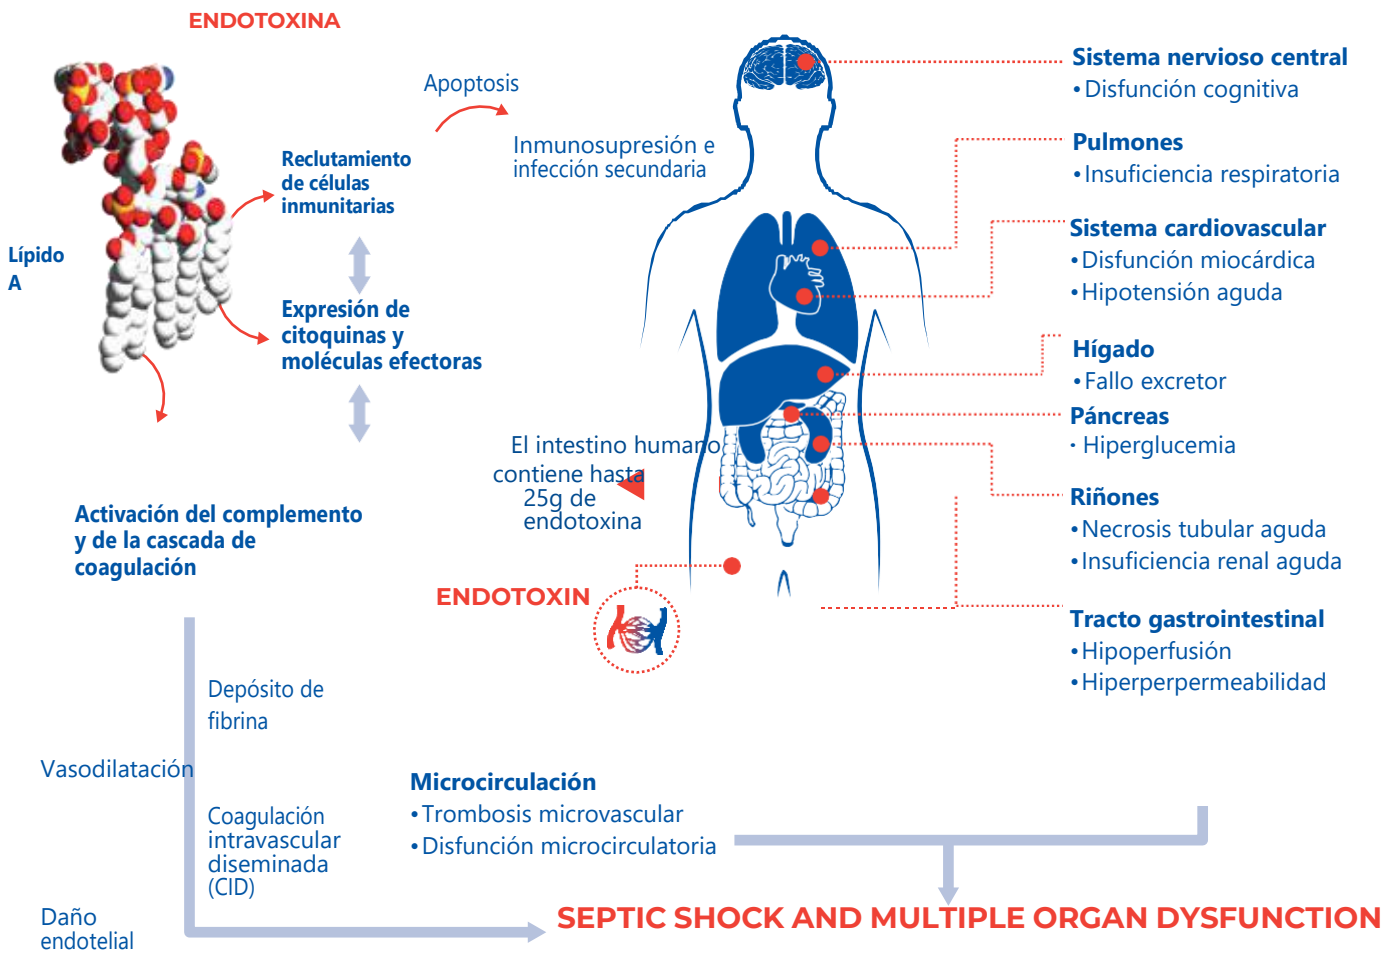 ENDOTOXINA
Lípido
A
Apoptosis
Inmunosupresión e
infección secundaria
Reclutamiento
de células
inmunitarias
Expresión de
citoquinas y
moléculas efectoras
Activación del complemento
y de la cascada de
coagulación
El intestino humano
contiene hasta
25g de
endotoxina
ENDOTOXIN
Sistema nervioso central
•Disfunción cognitiva
Pulmones
•Insuficiencia respiratoria
Sistema cardiovascular
•Disfunción miocárdica
•Hipotensión aguda
Hígado
•Fallo excretor
Páncreas
· Hiperglucemia
Riñones
•Necrosis tubular aguda
•Insuficiencia renal aguda
Tracto gastrointestinal
•Hipoperfusión
•Hiperperpermeabilidad
Depósito de
fibrina
Vasodilatación
Coagulación
intravascular
diseminada
(CID)
Daño
endotelial
Microcirculación
•Trombosis microvascular
•Disfunción microcirculatoria
SEPTIC SHOCK AND MULTIPLE ORGAN DYSFUNCTION